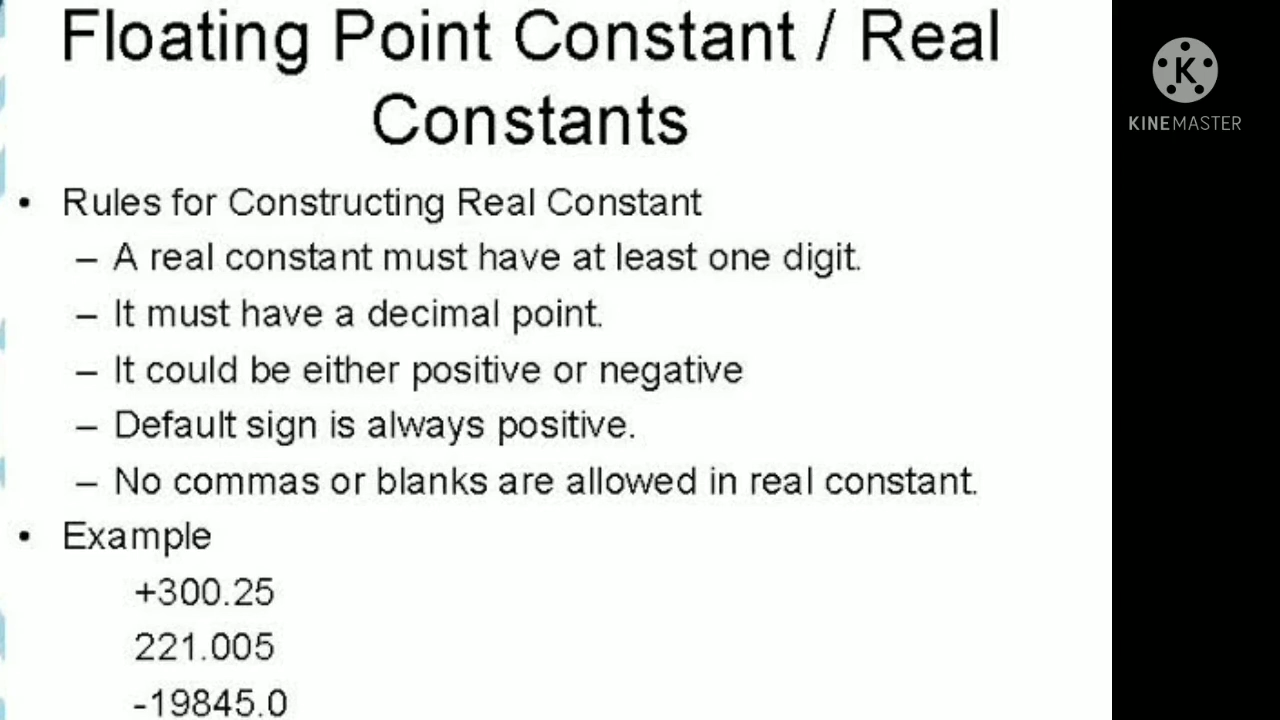 Floating Point Constant / Real
Constants
K
KINEMASTER
• Rules for Constructing Real Constant
– A real constant must have at least one digit.
– It must have a decimal point.
– It could be either positive or negative
– Default sign is always positive.
– No commas or blanks are allowed in real constant.
• Example
+300.25
221.005
-19845.0